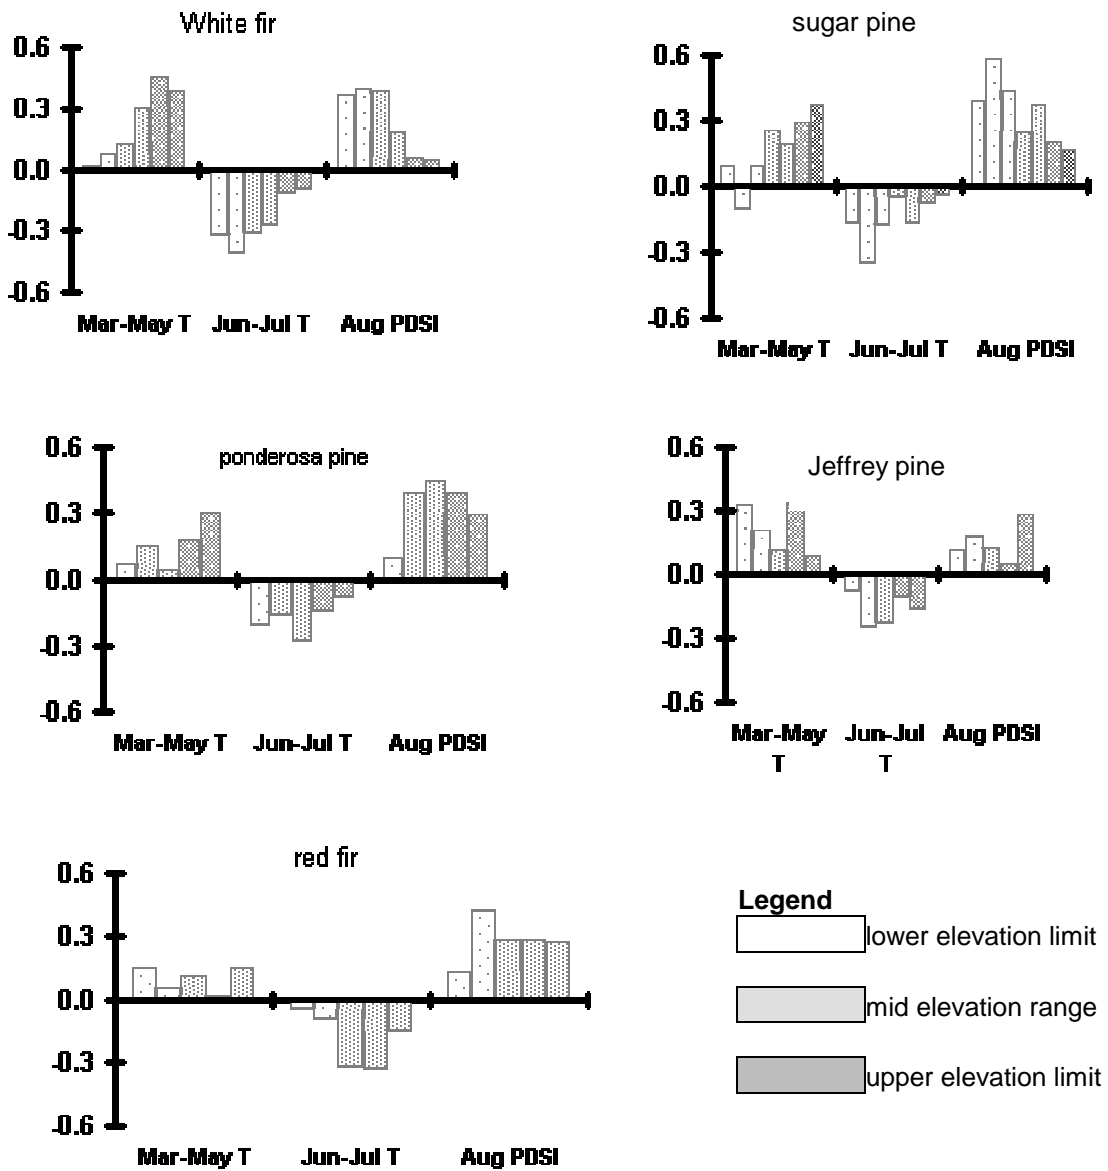 White fir
0.6
0.3
0.0
-0.3
-0.6
Mar-May T Jun-Jul T Aug PDSI
sugar pine
0.6
0.3
0.0
-0.3
-0.6
Mar-May T Jun-Jul T Aug PDSI
ponderosa pine
0.6
0.3
0.0
-0.3
-0.6
Mar-May T Jun-Jul T Aug PDSI
Jeffrey pine
0.6
0.3
0.0
-0.3
-0.6
Mar-May Jun-Jul Aug PDSI
T T
red fir
0.6
0.3
0.0
-0.3
-0.6
Mar-May T Jun-Jul T Aug PDSI
Legend
lower elevation limit
mid elevation range
upper elevation limit